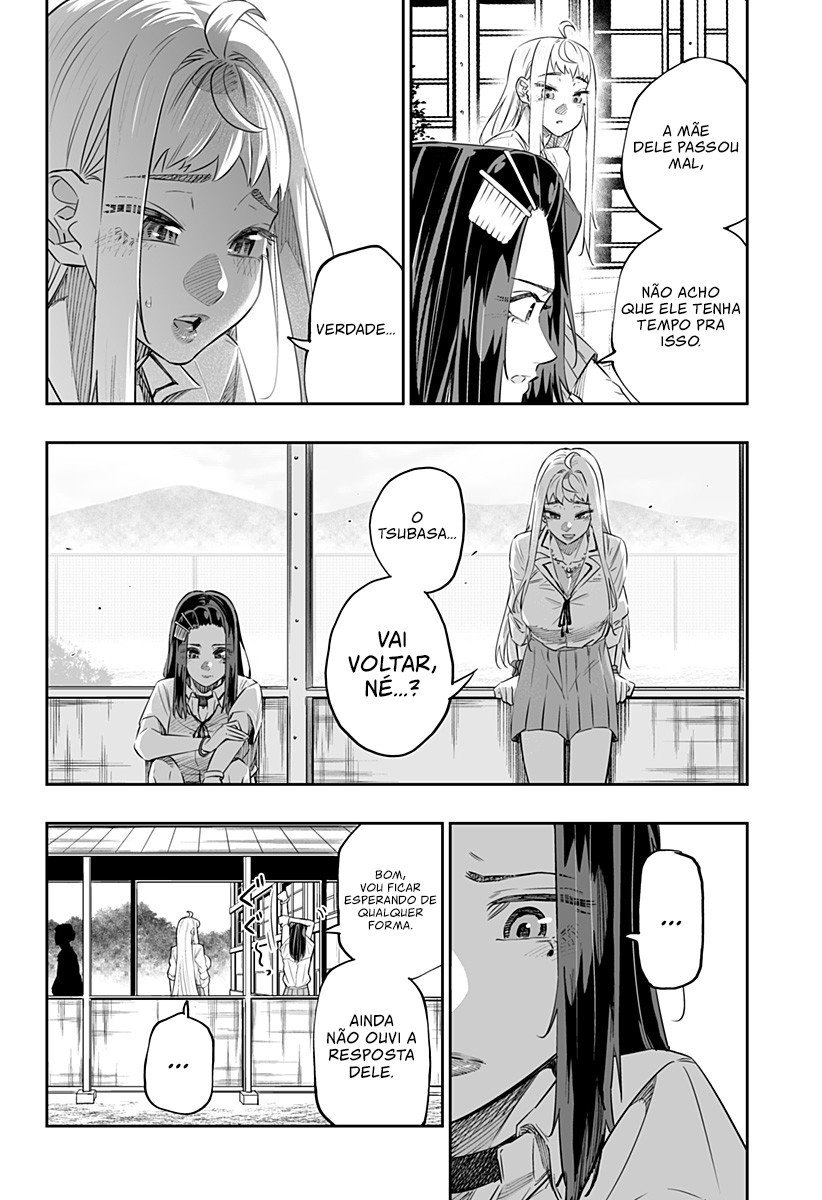 A MÃE
DELE PASSOU
MAL,
NÃO ACHO
QUE ELE TENHA
TEMPO PRA
ISSO.
VERDADE...
O
TSUBASA...
VAI
VOLTAR,
NÉ...?
...
BOM,
VOU FICAR
ESPERANDO DE
QUALQUER
FORMA.
AINDA
NÃO OUVI A
RESPOSTA
DELE.
...